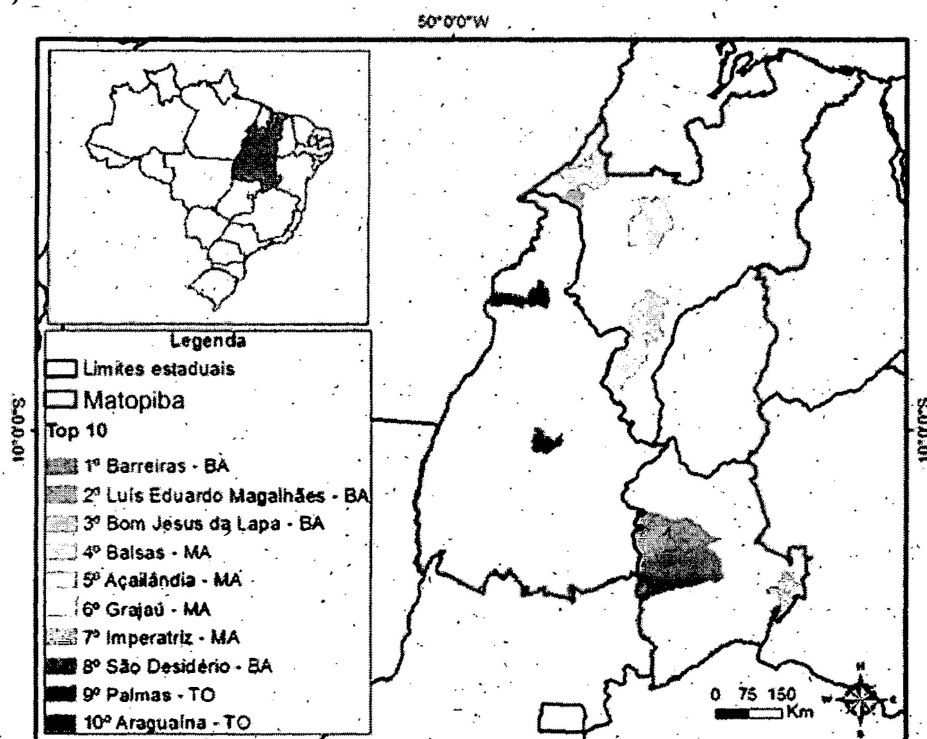 50°0'0"W
Legenda
Limites estaduais
Matopiba
Top 10
1º Barreiras - BA
2º Luís Eduardo Magalhães - BA
3º Bom Jesus da Lapa - BA
4º Balsas - MA
5º Açailândia - MA
6º Grajaú - MA
7º Imperatriz - MA
8º São Desidério - BA
9º Palmas - TO
10º Araguaína - TO
10°0'0"S
10°0'0"S
0 75 150
Km
N
W
E
S